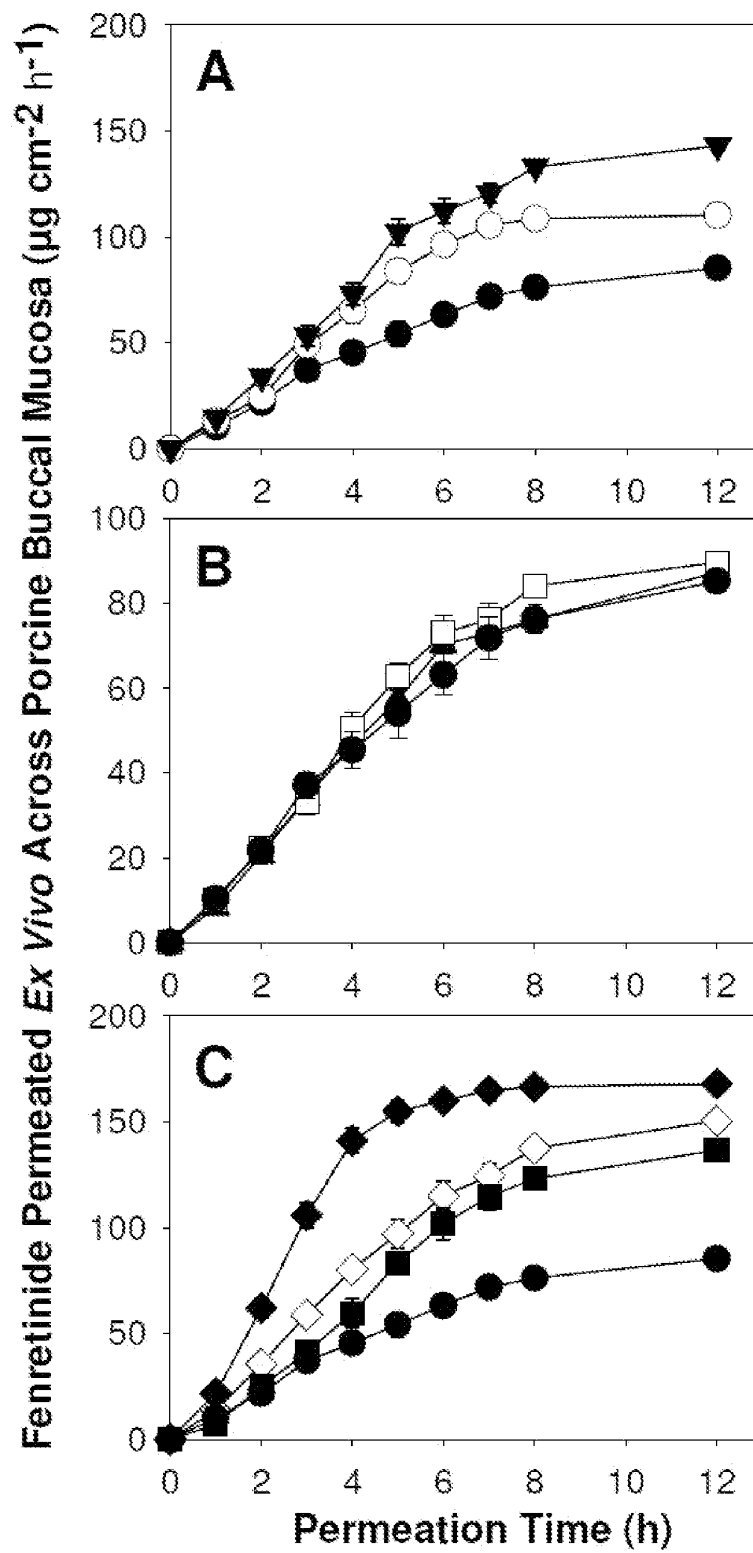 Fenretinide Permeated Ex Vivo Across Porcine Buccal Mucosa (µg cm-2 h-1)
A
200
150
100
50
0
0 2 4 6 8 10 12
B
100
80
60
40
20
0
0 2 4 6 8 10 12
C
200
150
100
50
0
0 2 4 6 8 10 12
Permeation Time (h)